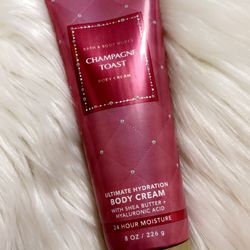 BATH & BODY WORKS
CHAMPAGNE
TOAST
BODY CREAM
ULTIMATE HYDRATION
BODY CREAM
WITH SHEA BUTTER +
HYALURONIC ACID
24 HOUR MOISTURE
8 OZ / 226 g